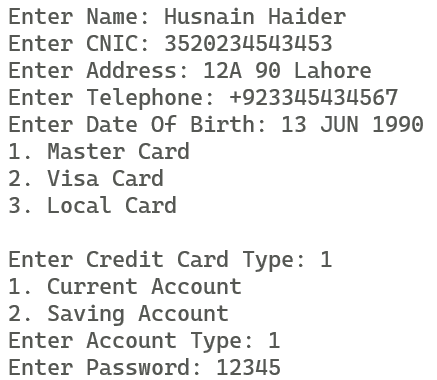 Enter Name: Husnain Haider
Enter CNIC: 3520234543453
Enter Address: 12A 90 Lahore
Enter Telephone: +923345434567
Enter Date Of Birth: 13 JUN 1990
1. Master Card
2. Visa Card
3. Local Card
Enter Credit Card Type: 1
1. Current Account
2. Saving Account
Enter Account Type: 1
Enter Password: 12345